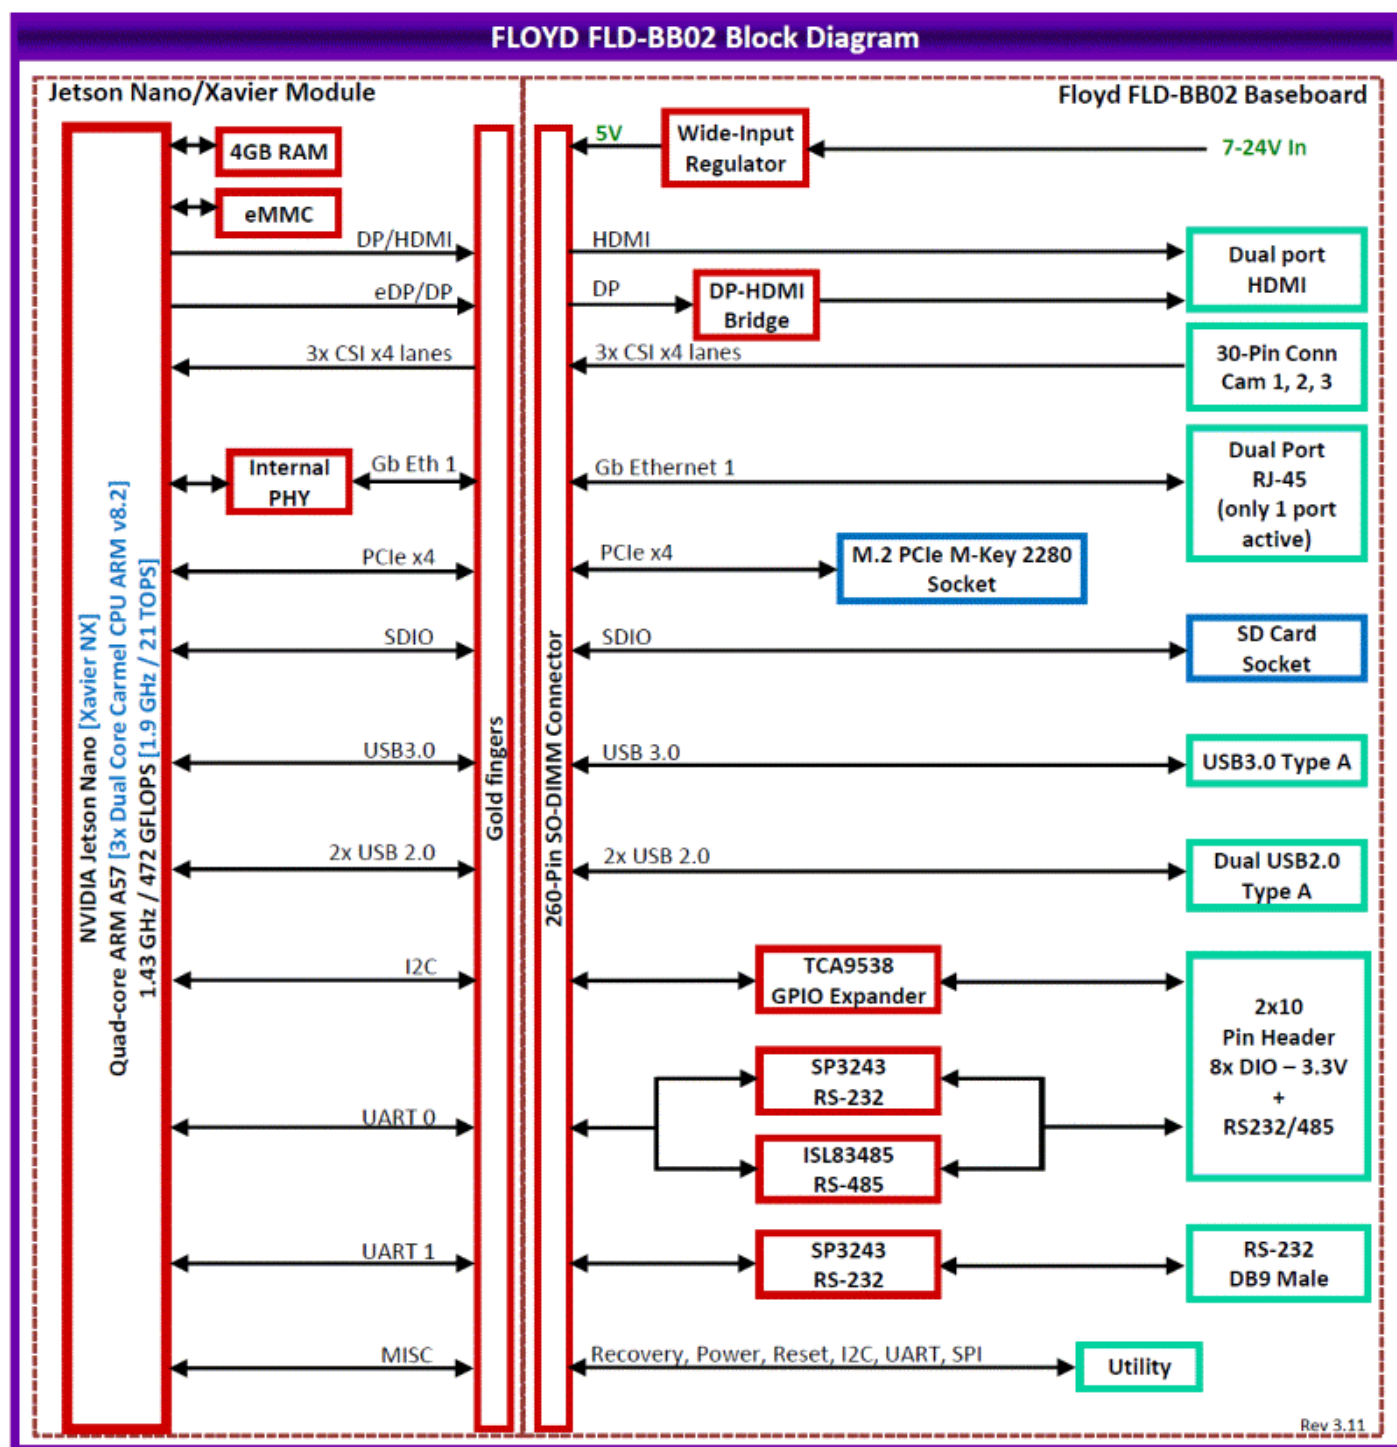 FLOYD FLD-BB02 Block Diagram
Jetson Nano/Xavier Module
Floyd FLD-BB02 Baseboard
NVIDIA Jetson Nano [Xavier NX]
Quad-core ARM A57 [3x Dual Core Carmel CPU ARM v8.2]
1.43 GHz / 472 GFLOPS [1.9 GHz / 21 TOPS]
4GB RAM
eMMC
DP/HDMI
eDP/DP
3x CSI x4 lanes
Internal
PHY
Gb Eth 1
PCIe x4
SDIO
USB3.0
2x USB 2.0
I2C
UART 0
UART 1
MISC
Gold fingers
260-Pin SO-DIMM Connector
5V
Wide-Input
Regulator
7-24V In
HDMI
Dual port
HDMI
DP
DP-HDMI
Bridge
3x CSI x4 lanes
30-Pin Conn
Cam 1, 2, 3
Gb Ethernet 1
Dual Port
RJ-45
(only 1 port
active)
PCIe x4
M.2 PCIe M-Key 2280
Socket
SDIO
SD Card
Socket
USB 3.0
USB3.0 Type A
2x USB 2.0
Dual USB2.0
Type A
TCA9538
GPIO Expander
SP3243
RS-232
ISL83485
RS-485
2x10
Pin Header
8x DIO – 3.3V
+
RS232/485
SP3243
RS-232
RS-232
DB9 Male
Recovery, Power, Reset, I2C, UART, SPI
Utility
Rev 3.11